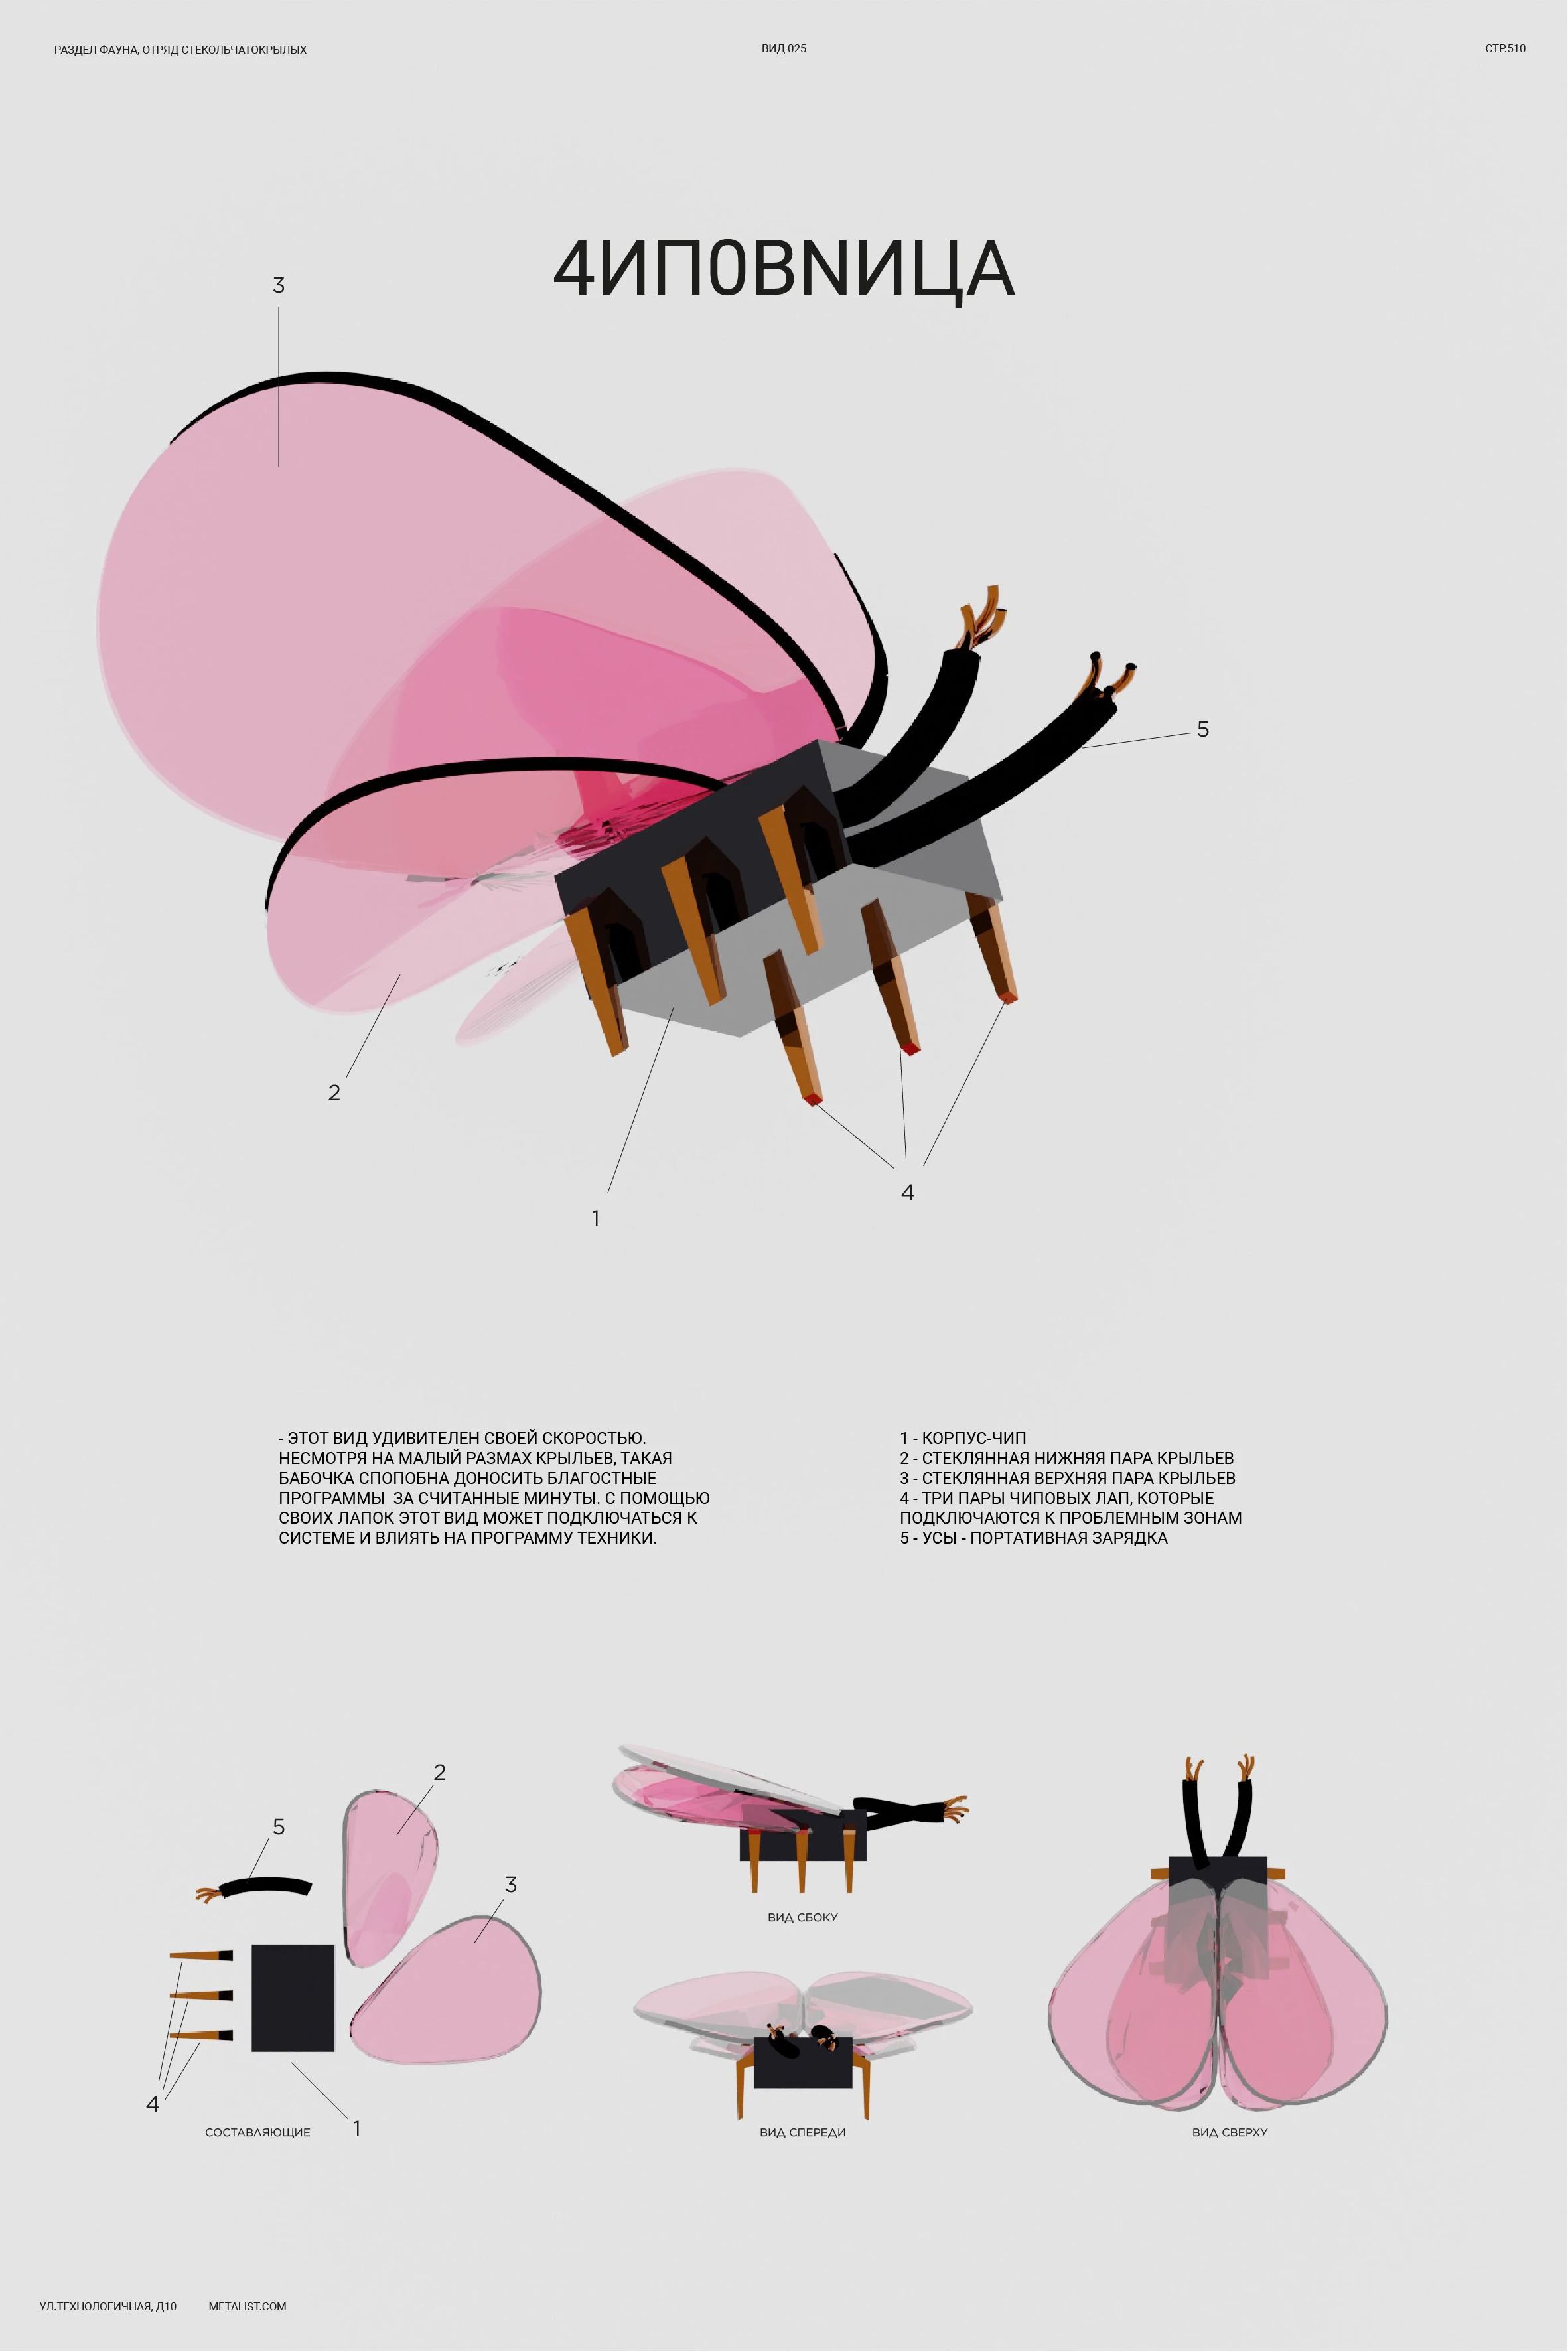 РАЗДЕЛ ФАУНА, ОТРЯД СТЕКОЛЬЧАТОКРЫЛЫХ
ВИД 025
СТР.510
4ИП0ВNИЦА
3
5
2
1
4
- ЭТОТ ВИД УДИВИТЕЛЕН СВОЕЙ СКОРОСТЬЮ.
НЕСМОТРЯ НА МАЛЫЙ РАЗМАХ КРЫЛЬЕВ, ТАКАЯ
БАБОЧКА СПОПОБНА ДОНОСИТЬ БЛАГОСТНЫЕ
ПРОГРАММЫ  ЗА СЧИТАННЫЕ МИНУТЫ. С ПОМОЩЬЮ
СВОИХ ЛАПОК ЭТОТ ВИД МОЖЕТ ПОДКЛЮЧАТЬСЯ К
СИСТЕМЕ И ВЛИЯТЬ НА ПРОГРАММУ ТЕХНИКИ.
1 - КОРПУС-ЧИП
2 - СТЕКЛЯННАЯ НИЖНЯЯ ПАРА КРЫЛЬЕВ
3 - СТЕКЛЯННАЯ ВЕРХНЯЯ ПАРА КРЫЛЬЕВ
4 - ТРИ ПАРЫ ЧИПОВЫХ ЛАП, КОТОРЫЕ
ПОДКЛЮЧАЮТСЯ К ПРОБЛЕМНЫМ ЗОНАМ
5 - УСЫ - ПОРТАТИВНАЯ ЗАРЯДКА
2
5
3
4
1
СОСТАВЛЯЮЩИЕ
ВИД СБОКУ
ВИД СПЕРЕДИ
ВИД СВЕРХУ
УЛ.ТЕХНОЛОГИЧНАЯ, Д10
METALIST.COM